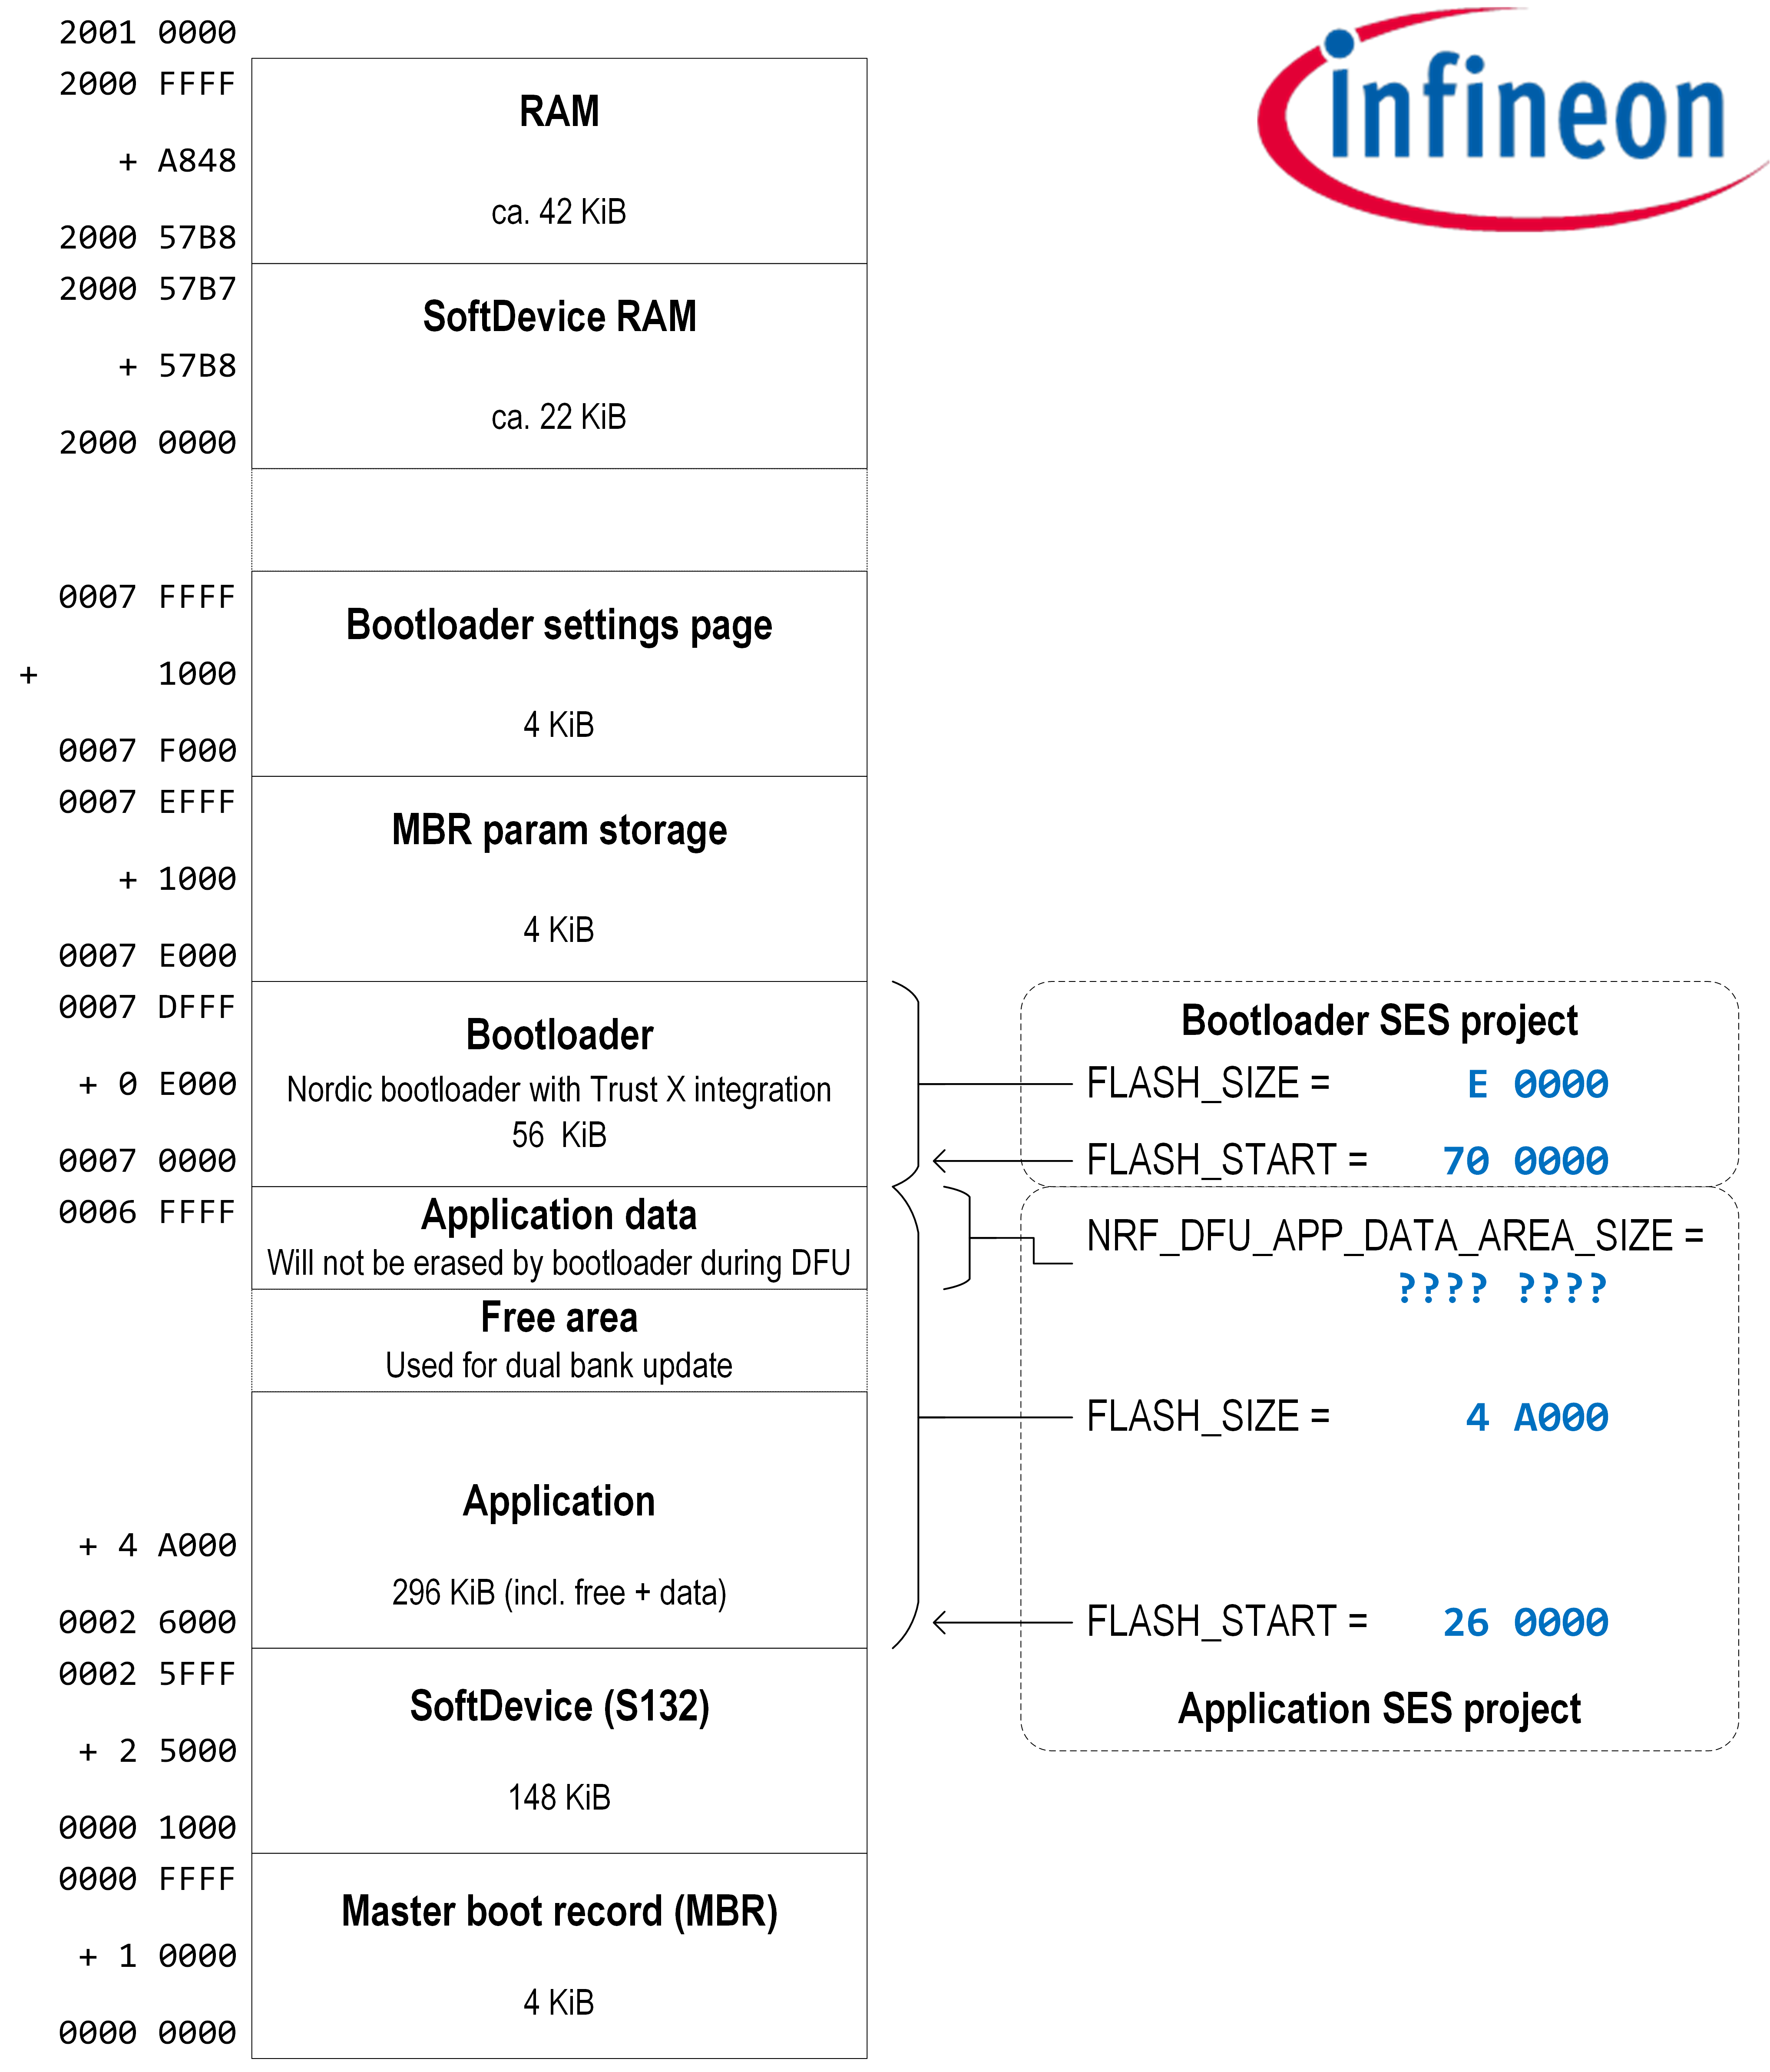 2001 0000
infineon
2000 FFFF
RAM
+ A848
ca. 42 KiB
2000 57B8
2000 57B7
SoftDevice RAM
+ 57B8
ca. 22 KiB
2000 0000
0007 FFFF
Bootloader settings page
+ 1000
4 KiB
0007 F000
0007 EFFF
MBR param storage
+ 1000
4 KiB
0007 E000
0007 DFFF
Bootloader
+ 0 E000
Nordic bootloader with Trust X integration
56 KiB
0007 0000
Bootloader SES project
FLASH_SIZE = E 0000
FLASH_START = 70 0000
0006 FFFF
Application data
Will not be erased by bootloader during DFU
NRF_DFU_APP_DATA_AREA_SIZE =
???? ????
Free area
Used for dual bank update
FLASH_SIZE = 4 A000
Application
+ 4 A000
296 KiB (incl. free + data)
0002 6000
FLASH_START = 26 0000
Application SES project
0002 5FFF
SoftDevice (S132)
+ 2 5000
148 KiB
0000 1000
0000 FFFF
Master boot record (MBR)
+ 1 0000
4 KiB
0000 0000